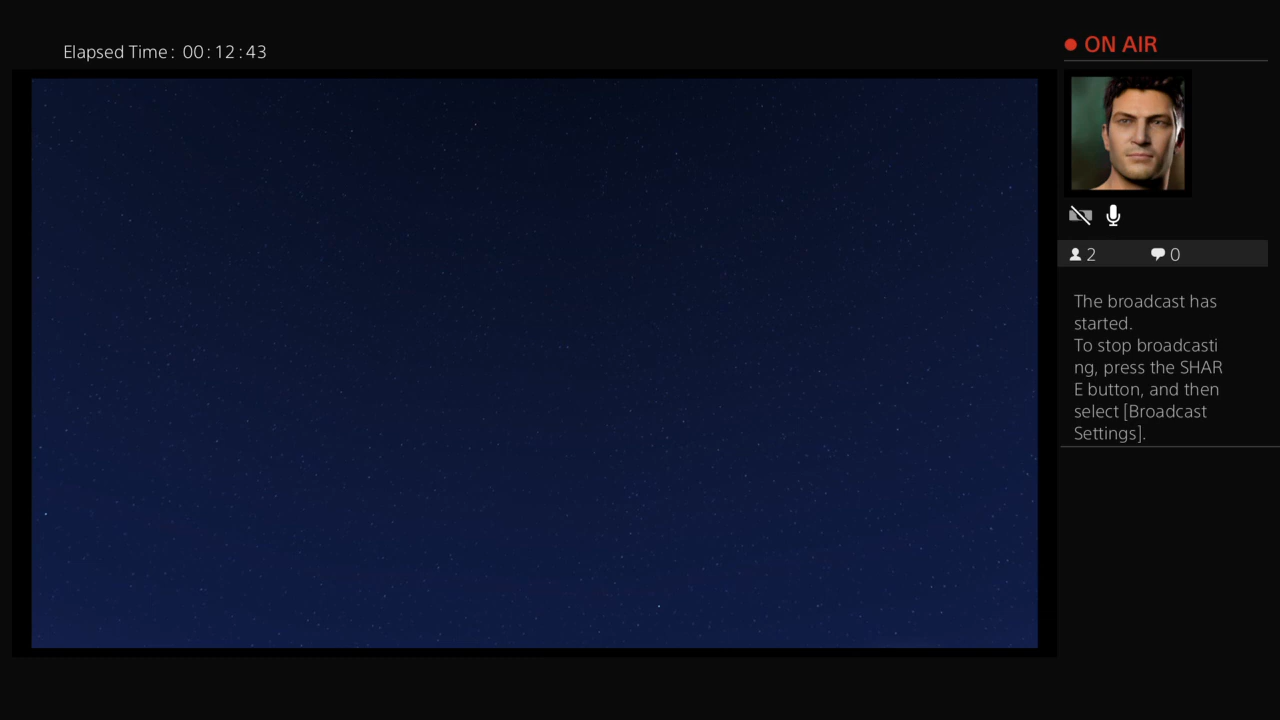 Elapsed Time: 00:12:43
ON AIR
2 0
The broadcast has
started.
To stop broadcasti
ng, press the SHAR
E button, and then
select [Broadcast
Settings].